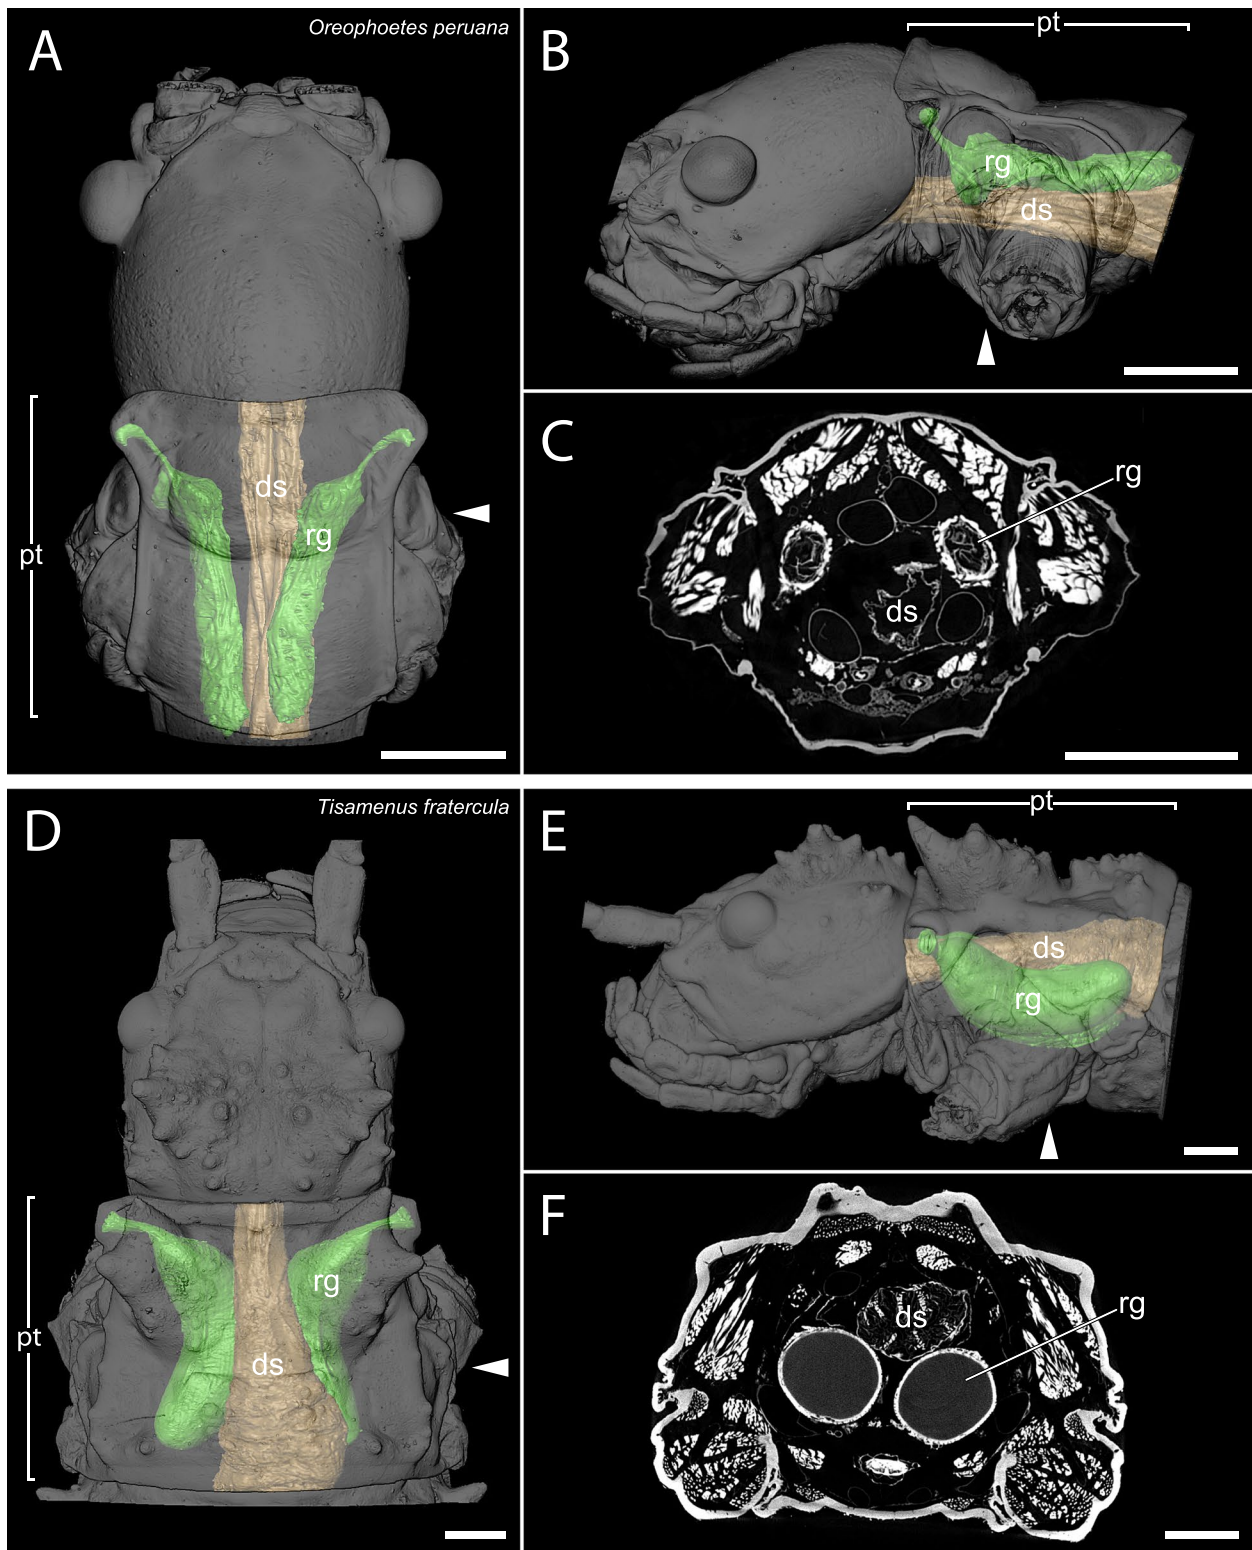 A
Oreophoetes peruana
ds
rg
pt
B
pt
rg
ds
C
rg
ds
D
Tisamenus fratercula
rg
pt
ds
E
pt
ds
rg
F
ds
rg